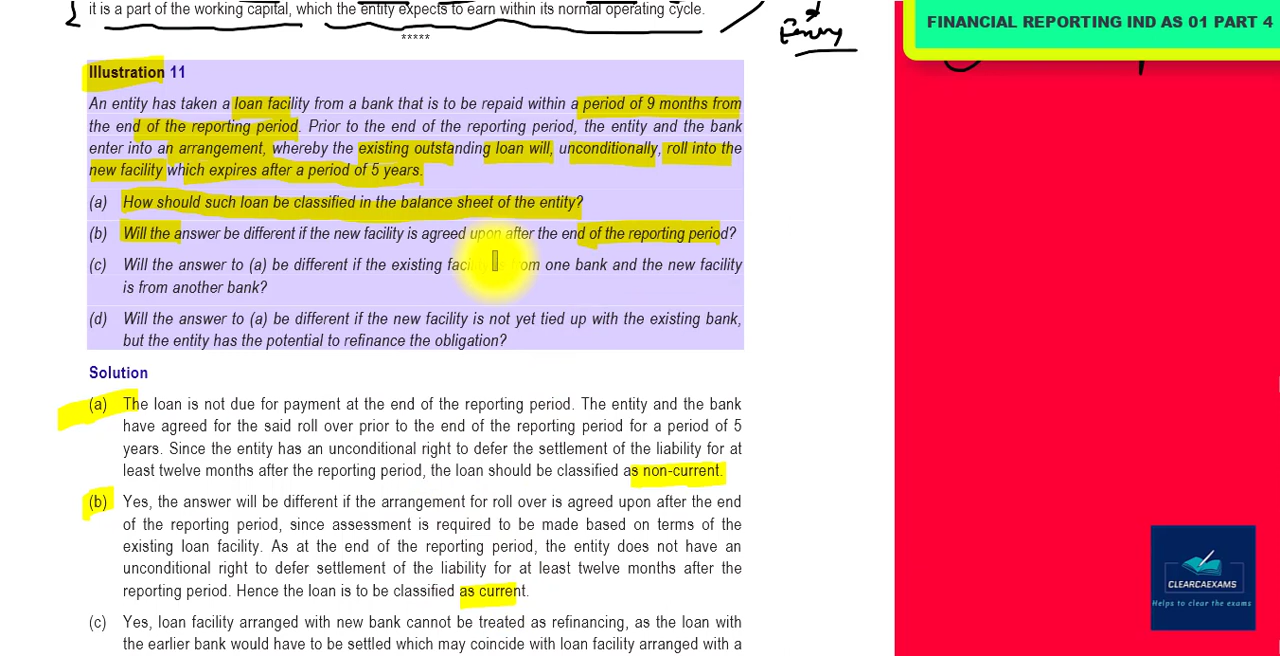 it is a part of the working capital, which the entity expects to earn within its normal operating cycle.
*****
FINANCIAL REPORTING IND AS 01 PART 4
Illustration 11
An entity has taken a loan facility from a bank that is to be repaid within a period of 9 months from
the end of the reporting period. Prior to the end of the reporting period, the entity and the bank
enter into an arrangement, whereby the existing outstanding loan will, unconditionally, roll into the
new facility which expires after a period of 5 years.
(a) How should such loan be classified in the balance sheet of the entity?
(b) Will the answer be different if the new facility is agreed upon after the end of the reporting period?
(c) Will the answer to (a) be different if the existing facility is from one bank and the new facility
is from another bank?
(d) Will the answer to (a) be different if the new facility is not yet tied up with the existing bank,
but the entity has the potential to refinance the obligation?
Solution
(a) The loan is not due for payment at the end of the reporting period. The entity and the bank
have agreed for the said roll over prior to the end of the reporting period for a period of 5
years. Since the entity has an unconditional right to defer the settlement of the liability for at
least twelve months after the reporting period, the loan should be classified as non-current.
(b) Yes, the answer will be different if the arrangement for roll over is agreed upon after the end
of the reporting period, since assessment is required to be made based on terms of the
existing loan facility. As at the end of the reporting period, the entity does not have an
unconditional right to defer settlement of the liability for at least twelve months after the
reporting period. Hence the loan is to be classified as current.
(c) Yes, loan facility arranged with new bank cannot be treated as refinancing, as the loan with
the earlier bank would have to be settled which may coincide with loan facility arranged with a
CLEARCAEXAMS
Helps to clear the exams